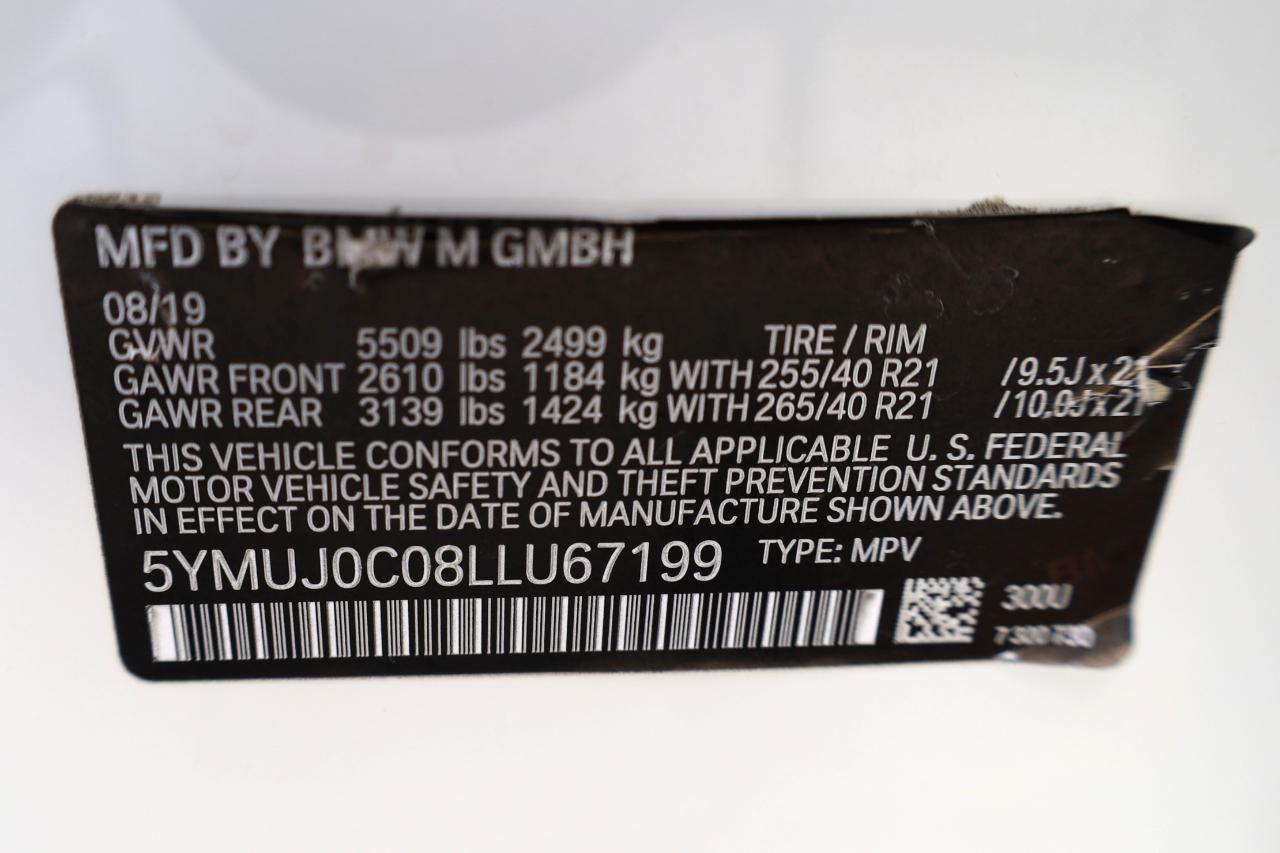 MFD BY BMW M GMBH
08/19
GVWR 5509 lbs 2499 kg TIRE / RIM
GAWR FRONT 2610 lbs 1184 kg WITH 255/40 R21 /9.5J x 21
GAWR REAR 3139 lbs 1424 kg WITH 265/40 R21 /10,0J x 21
THIS VEHICLE CONFORMS TO ALL APPLICABLE U. S. FEDERAL
MOTOR VEHICLE SAFETY AND THEFT PREVENTION STANDARDS
IN EFFECT ON THE DATE OF MANUFACTURE SHOWN ABOVE.
5YMUJ0C08LLU67199 TYPE: MPV
300U